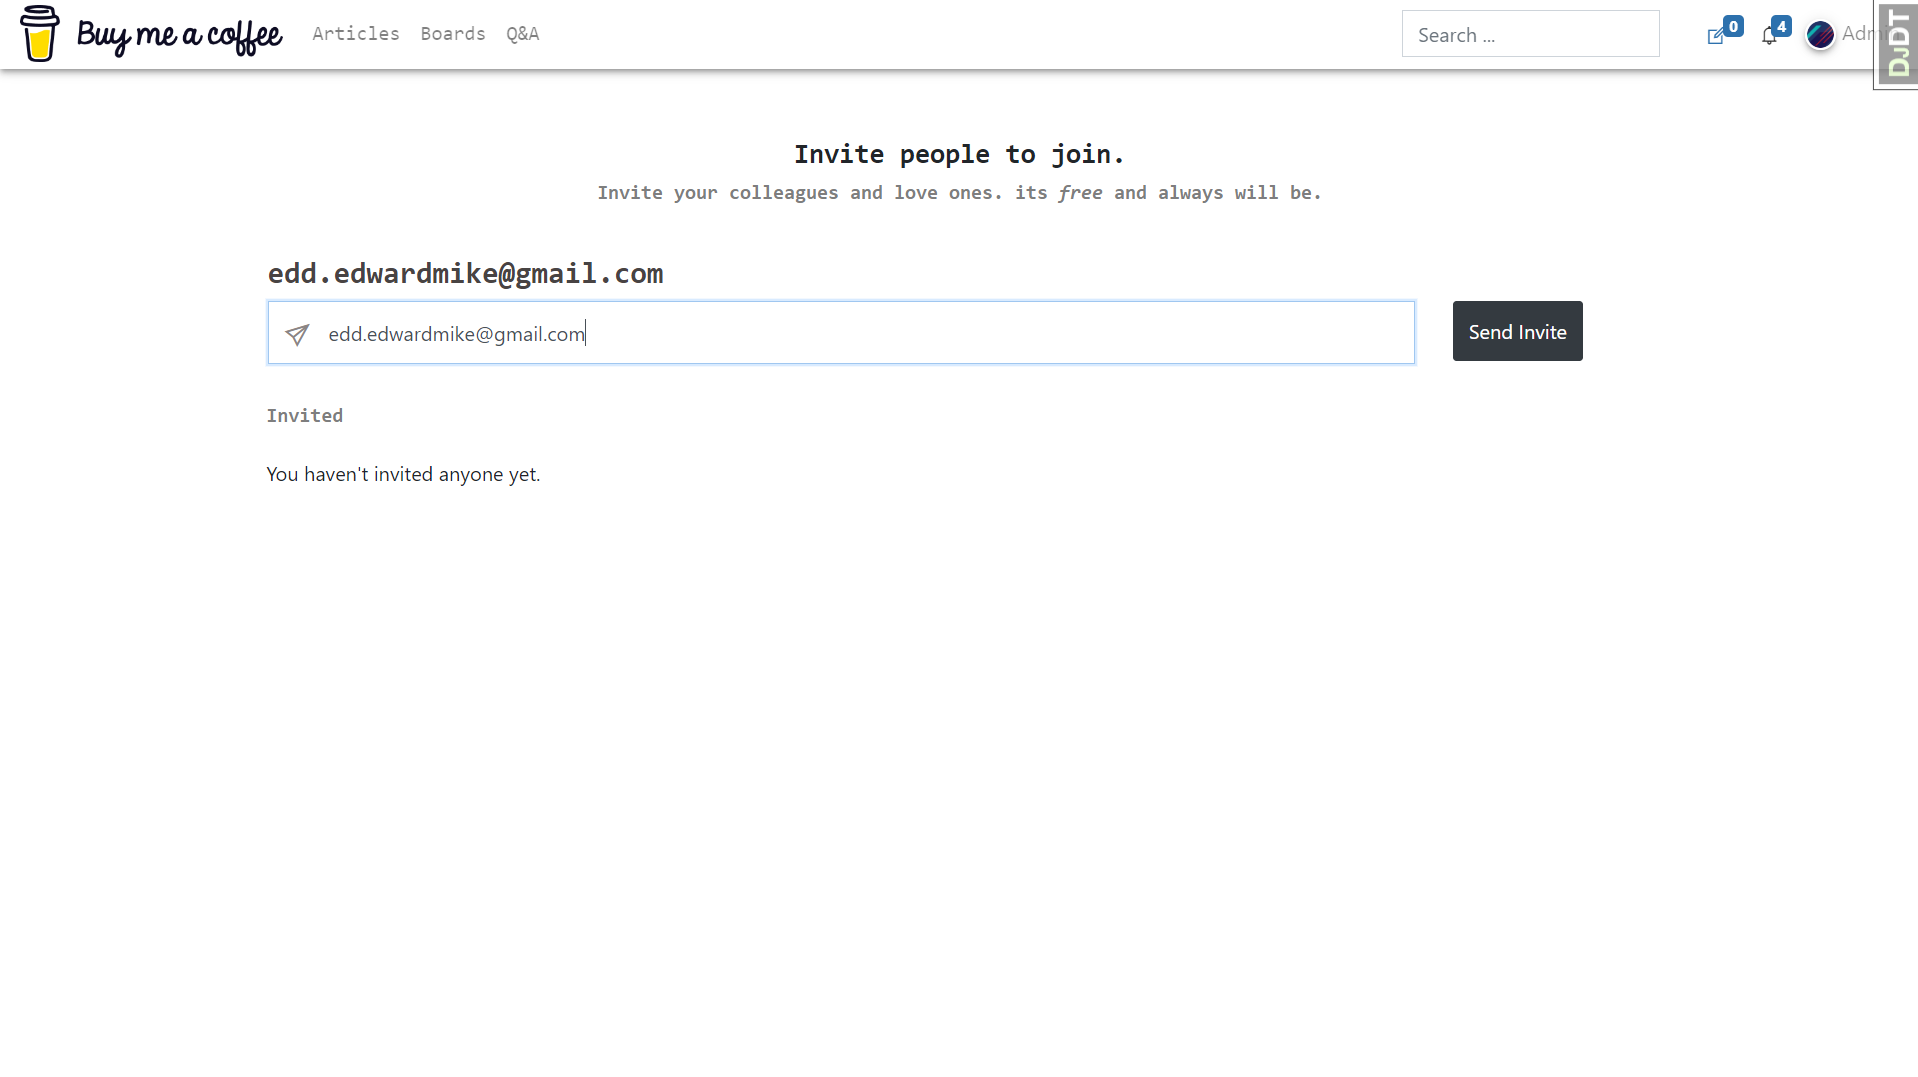 Buy me a coffee Articles Boards Q&A Search ... 0 4 Admin DjDT
Invite people to join.
Invite your colleagues and love ones. its free and always will be.
edd.edwardmike@gmail.com
edd.edwardmike@gmail.com
Send Invite
Invited
You haven't invited anyone yet.